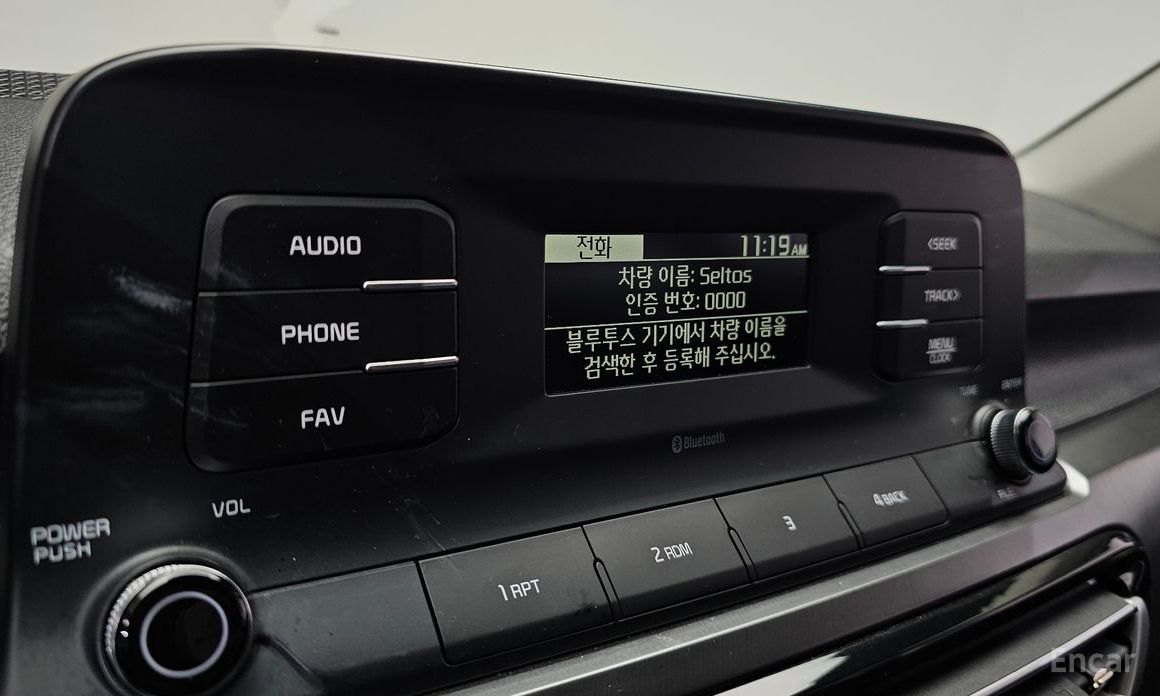 AUDIO
PHONE
FAV
전화 11:19 AM
차량 이름: Seltos
인증 번호: 0000
블루투스 기기에서 차량 이름을
검색한 후 등록해 주십시오.
<SEEK
TRACK>
MENU
CLOCK
Bluetooth
TUNE
ENTER
FILE
VOL
POWER
PUSH
1 RPT
2 RDM
3
4 BACK
Encar